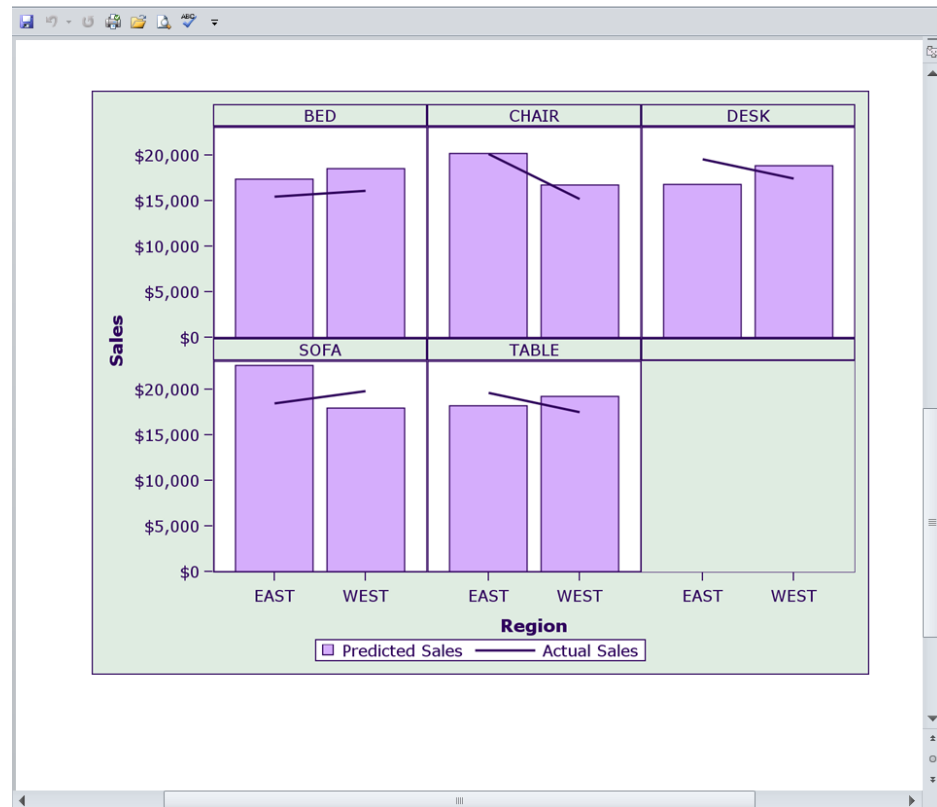 ABC
BED CHAIR DESK
$20,000
$15,000
$10,000
$5,000
$0
Sales
SOFA TABLE
$20,000
$15,000
$10,000
$5,000
$0
EAST WEST EAST WEST EAST WEST
Region
Predicted Sales Actual Sales